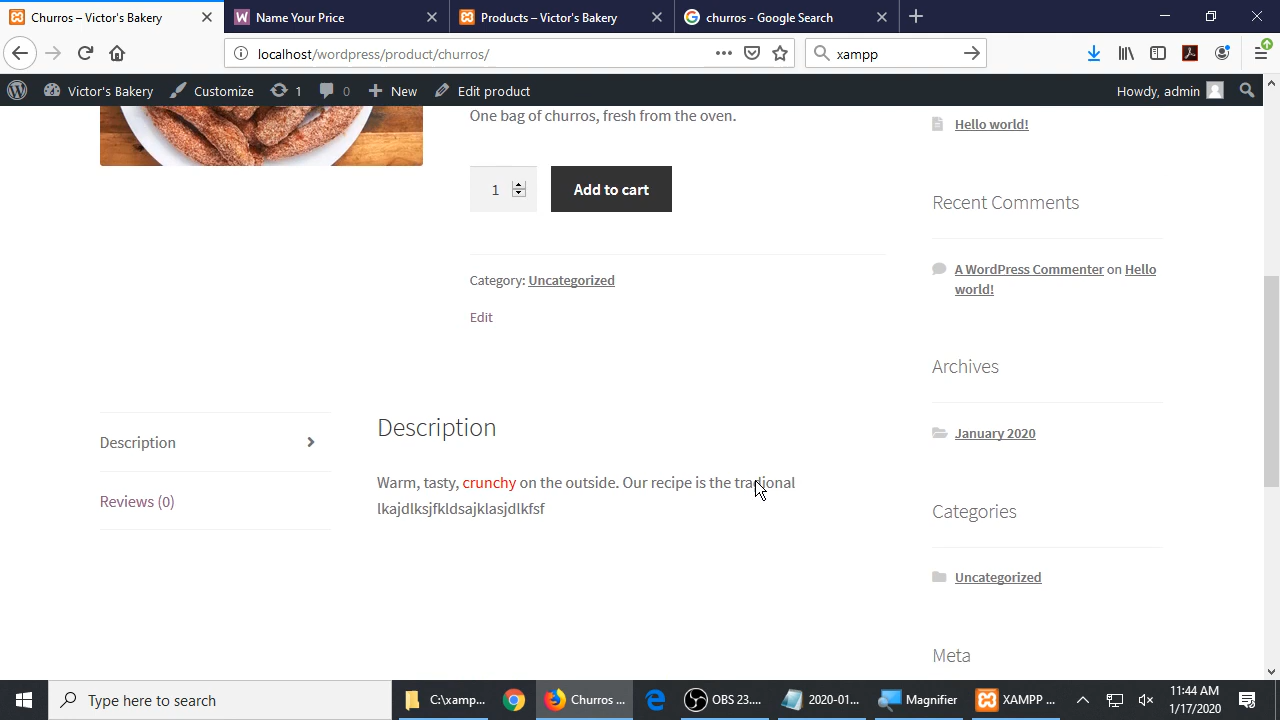 Churros – Victor's Bakery
Name Your Price
Products – Victor's Bakery
churros - Google Search
localhost/wordpress/product/churros/
xampp
Victor's Bakery
Customize
1
0
New
Edit product
Howdy, admin
One bag of churros, fresh from the oven.
1
Add to cart
Category: Uncategorized
Edit
Description
Reviews (0)
Description
Warm, tasty, crunchy on the outside. Our recipe is the tradional
lkajdlksjfkldsajklasjdlkfsf
Hello world!
Recent Comments
A WordPress Commenter on Hello
world!
Archives
January 2020
Categories
Uncategorized
Meta
Type here to search
C:\xamp...
Churros ...
OBS 23....
2020-01...
Magnifier
XAMPP ...
11:44 AM
1/17/2020